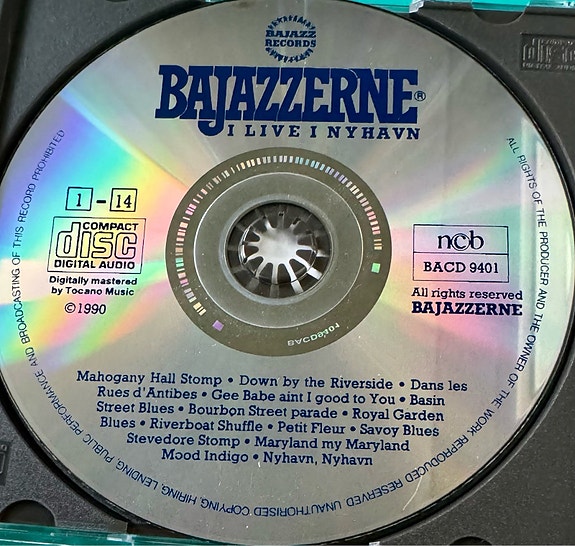 BAJAZZ
RECORDS
BAJAZZERNE®
I LIVE I NYHAVN
1 - 14
COMPACT
disc
DIGITAL AUDIO
Digitally mastered
by Tocano Music
©1990
ncb
BACD 9401
All rights reserved
BAJAZZERNE
Mahogany Hall Stomp • Down by the Riverside • Dans les
Rues d'Antibes • Gee Babe aint I good to You • Basin
Street Blues • Bourbon Street parade • Royal Garden
Blues • Riverboat Shuffle • Petit Fleur • Savoy Blues
Stevedore Stomp • Maryland my Maryland
Mood Indigo • Nyhavn, Nyhavn
ALL RIGHTS OF THE PRODUCER AND THE OWNER OF THE WORK REPRODUCED RESERVED. UNAUTHORISED COPYING, HIRING, LENDING, PUBLIC PERFORMANCE AND BROADCASTING OF THIS RECORD PROHIBITED